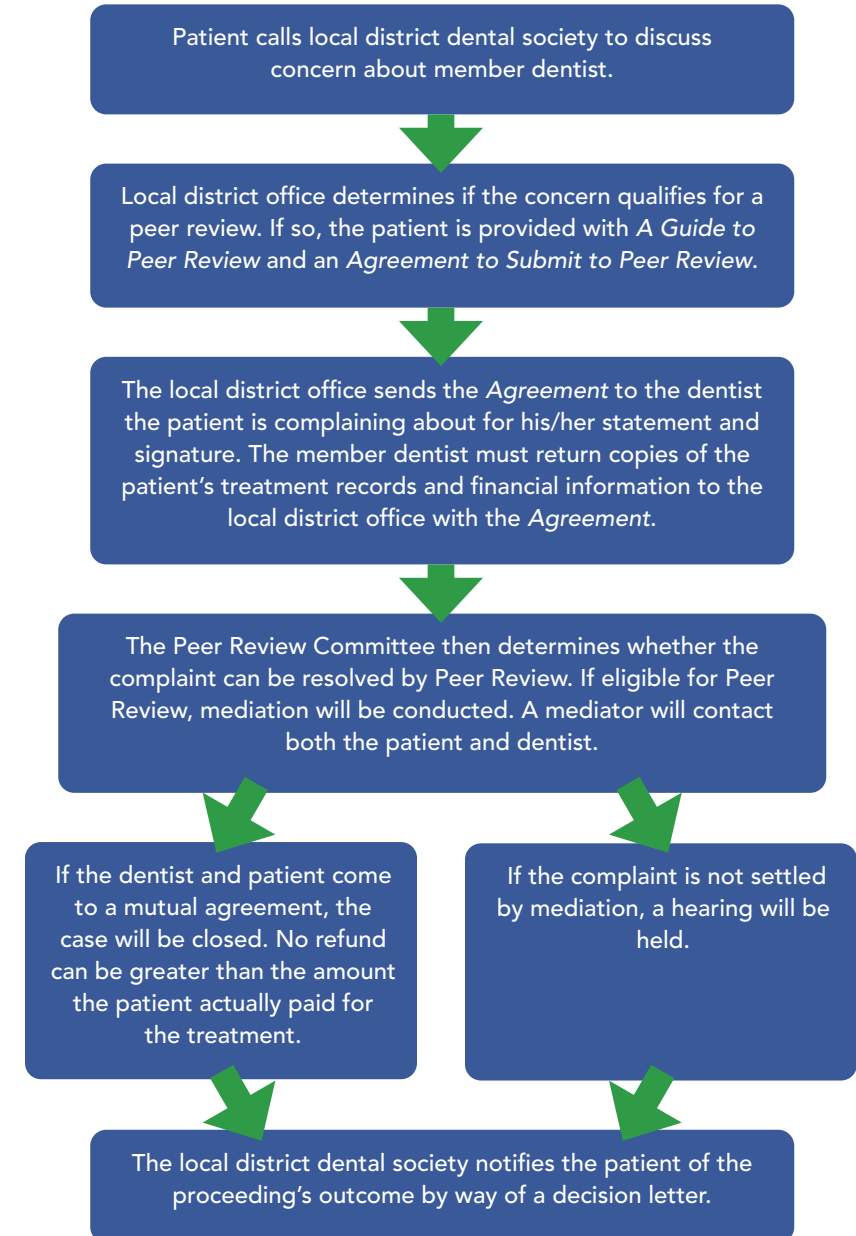 Patient calls local district dental society to discuss
concern about member dentist.
Local district office determines if the concern qualifies for a
peer review. If so, the patient is provided with A Guide to
Peer Review and an Agreement to Submit to Peer Review.
The local district office sends the Agreement to the dentist
the patient is complaining about for his/her statement and
signature. The member dentist must return copies of the
patient’s treatment records and financial information to the
local district office with the Agreement.
The Peer Review Committee then determines whether the
complaint can be resolved by Peer Review. If eligible for Peer
Review, mediation will be conducted. A mediator will contact
both the patient and dentist.
If the dentist and patient come
to a mutual agreement, the
case will be closed. No refund
can be greater than the amount
the patient actually paid for
the treatment.
If the complaint is not settled
by mediation, a hearing will be
held.
The local district dental society notifies the patient of the
proceeding’s outcome by way of a decision letter.